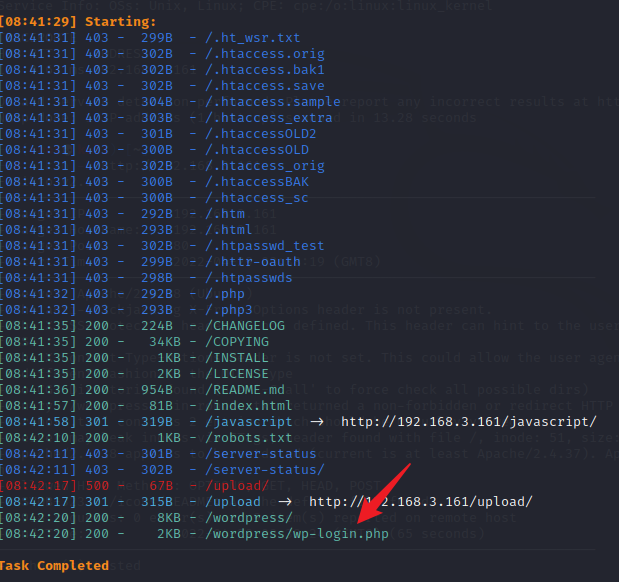 Service Info: OSs: Unix, Linux; CPE: cpe:/o:linux:linux_kernel
[08:41:29] Starting:
[08:41:31] 403 - 299B - /.ht_wsr.txt
[08:41:31] 403 - 302B - /.htaccess.orig
[08:41:31] 403 - 302B - /.htaccess.bak1
[08:41:31] 403 - 302B - /.htaccess.save
[08:41:31] 403 - 304B - /.htaccess.sample
[08:41:31] 403 - 303B - /.htaccess_extra
[08:41:31] 403 - 301B - /.htaccessOLD2
[08:41:31] 403 - 300B - /.htaccessOLD
[08:41:31] 403 - 302B - /.htaccess_orig
[08:41:31] 403 - 300B - /.htaccessBAK
[08:41:31] 403 - 300B - /.htaccess_sc
[08:41:31] 403 - 292B - /.htm
[08:41:31] 403 - 293B - /.html
[08:41:31] 403 - 302B - /.htpasswd_test
[08:41:31] 403 - 299B - /.httr-oauth
[08:41:31] 403 - 298B - /.htpasswds
[08:41:32] 403 - 292B - /.php
[08:41:32] 403 - 293B - /.php3
[08:41:35] 200 - 224B - /CHANGELOG
[08:41:35] 200 - 34KB - /COPYING
[08:41:35] 200 - 1KB - /INSTALL
[08:41:35] 200 - 2KB - /LICENSE
[08:41:36] 200 - 954B - /README.md
[08:41:57] 200 - 81B - /index.html
[08:41:58] 301 - 319B - /javascript → http://192.168.3.161/javascript/
[08:42:10] 200 - 1KB - /robots.txt
[08:42:11] 403 - 301B - /server-status
[08:42:11] 403 - 302B - /server-status/
[08:42:17] 500 - 67B - /upload/
[08:42:17] 301 - 315B - /upload → http://192.168.3.161/upload/
[08:42:20] 200 - 8KB - /wordpress/
[08:42:20] 200 - 2KB - /wordpress/wp-login.php
Task Completed